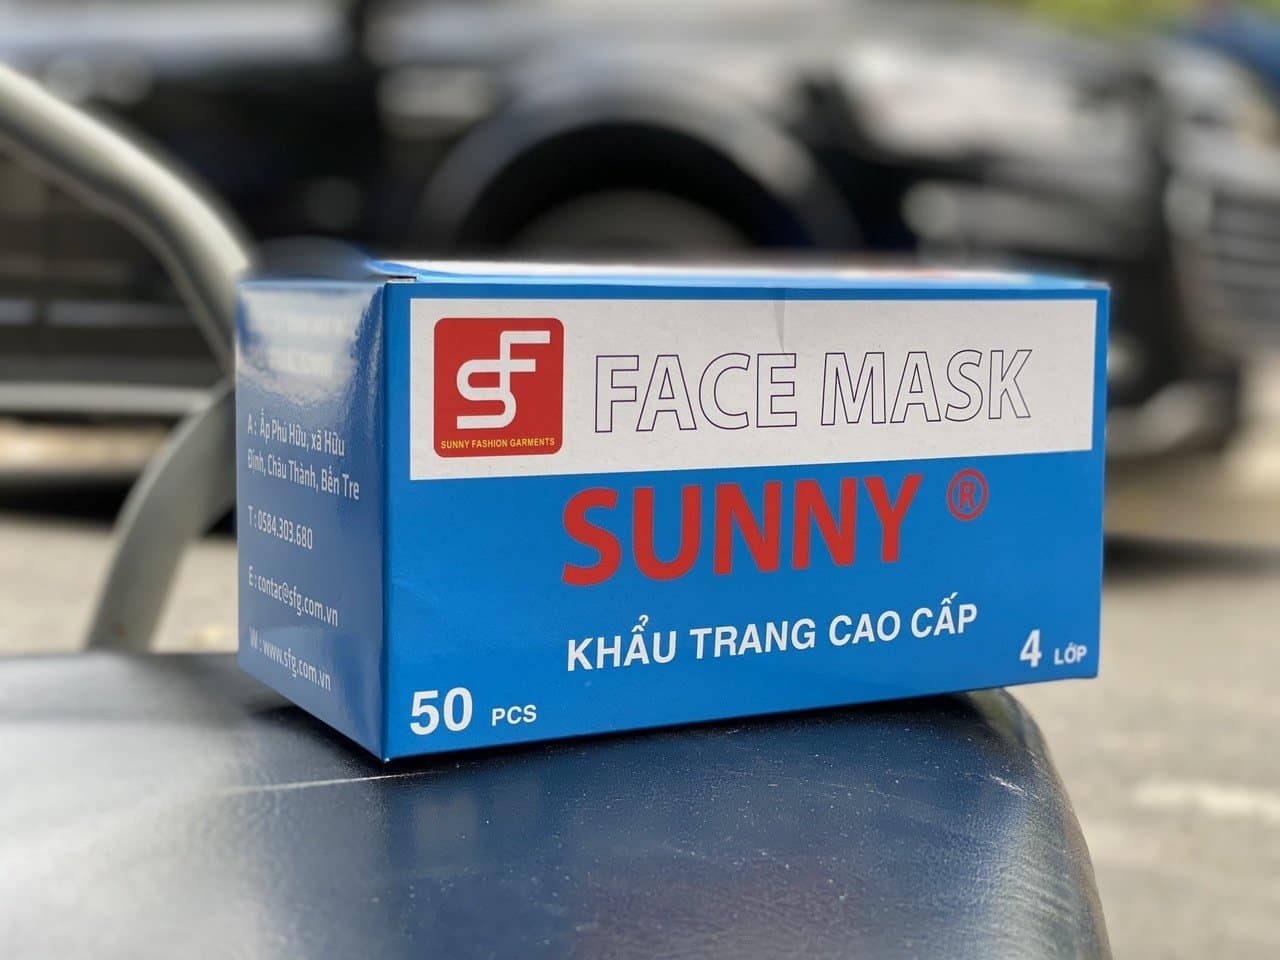 SF
SUNNY FASHION GARMENTS
FACE MASK
SUNNY ®
KHẨU TRANG CAO CẤP
50 PCS
4 LỚP
A : Ấp Phú Hữu, xã Hữu
Định, Châu Thành, Bến Tre
T : 0584.303.680
E : contac@sfg.com.vn
W : www.sfg.com.vn